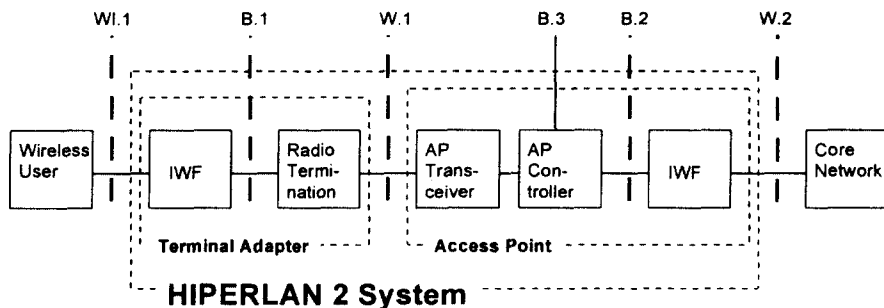 WI.1 B.1 W.1 B.3 B.2 W.2
Wireless
User
IWF
Radio
Termi-
nation
AP
Trans-
ceiver
AP
Con-
troller
IWF
Core
Network
Terminal Adapter
Access Point
HIPERLAN 2 System